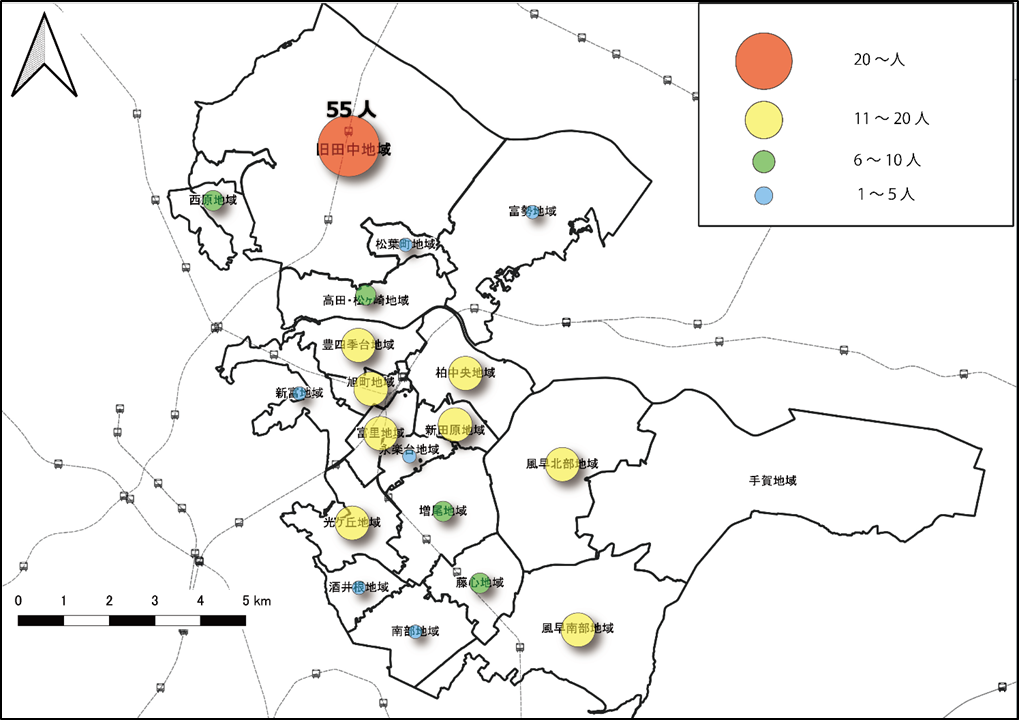 20～人
11～20人
6～10人
1～5人
55人
旧田中地域
西原地域
富勢地域
松葉町地域
高田・松ヶ崎地域
豊四季台地域
柏中央地域
旭町地域
新富地域
新田原地域
富里地域
永楽台地域
風早北部地域
手賀地域
増尾地域
光ケ丘地域
藤心地域
酒井根地域
南部地域
風早南部地域
0 1 2 3 4 5 km